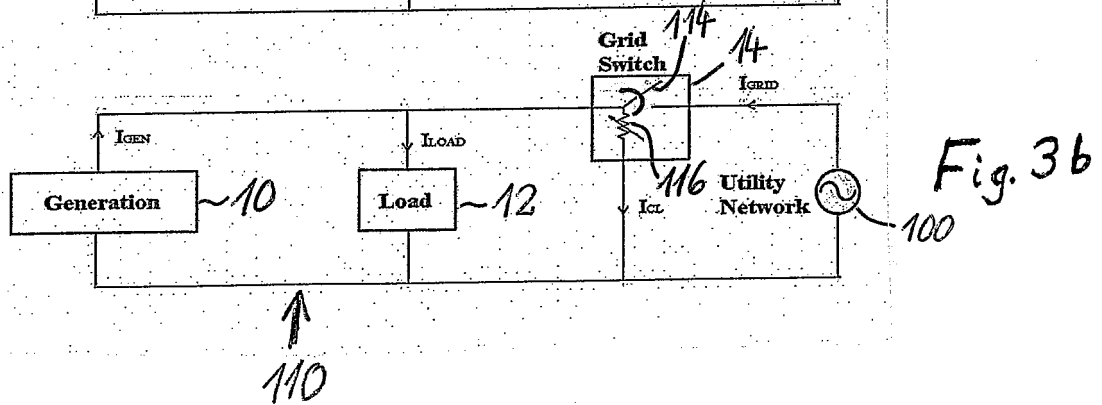 114
Grid
Switch
14
IGRID
IGEN
ILOAD
Generation
10
Load
12
116
ICL
Utility
Network
100
Fig. 3b
110